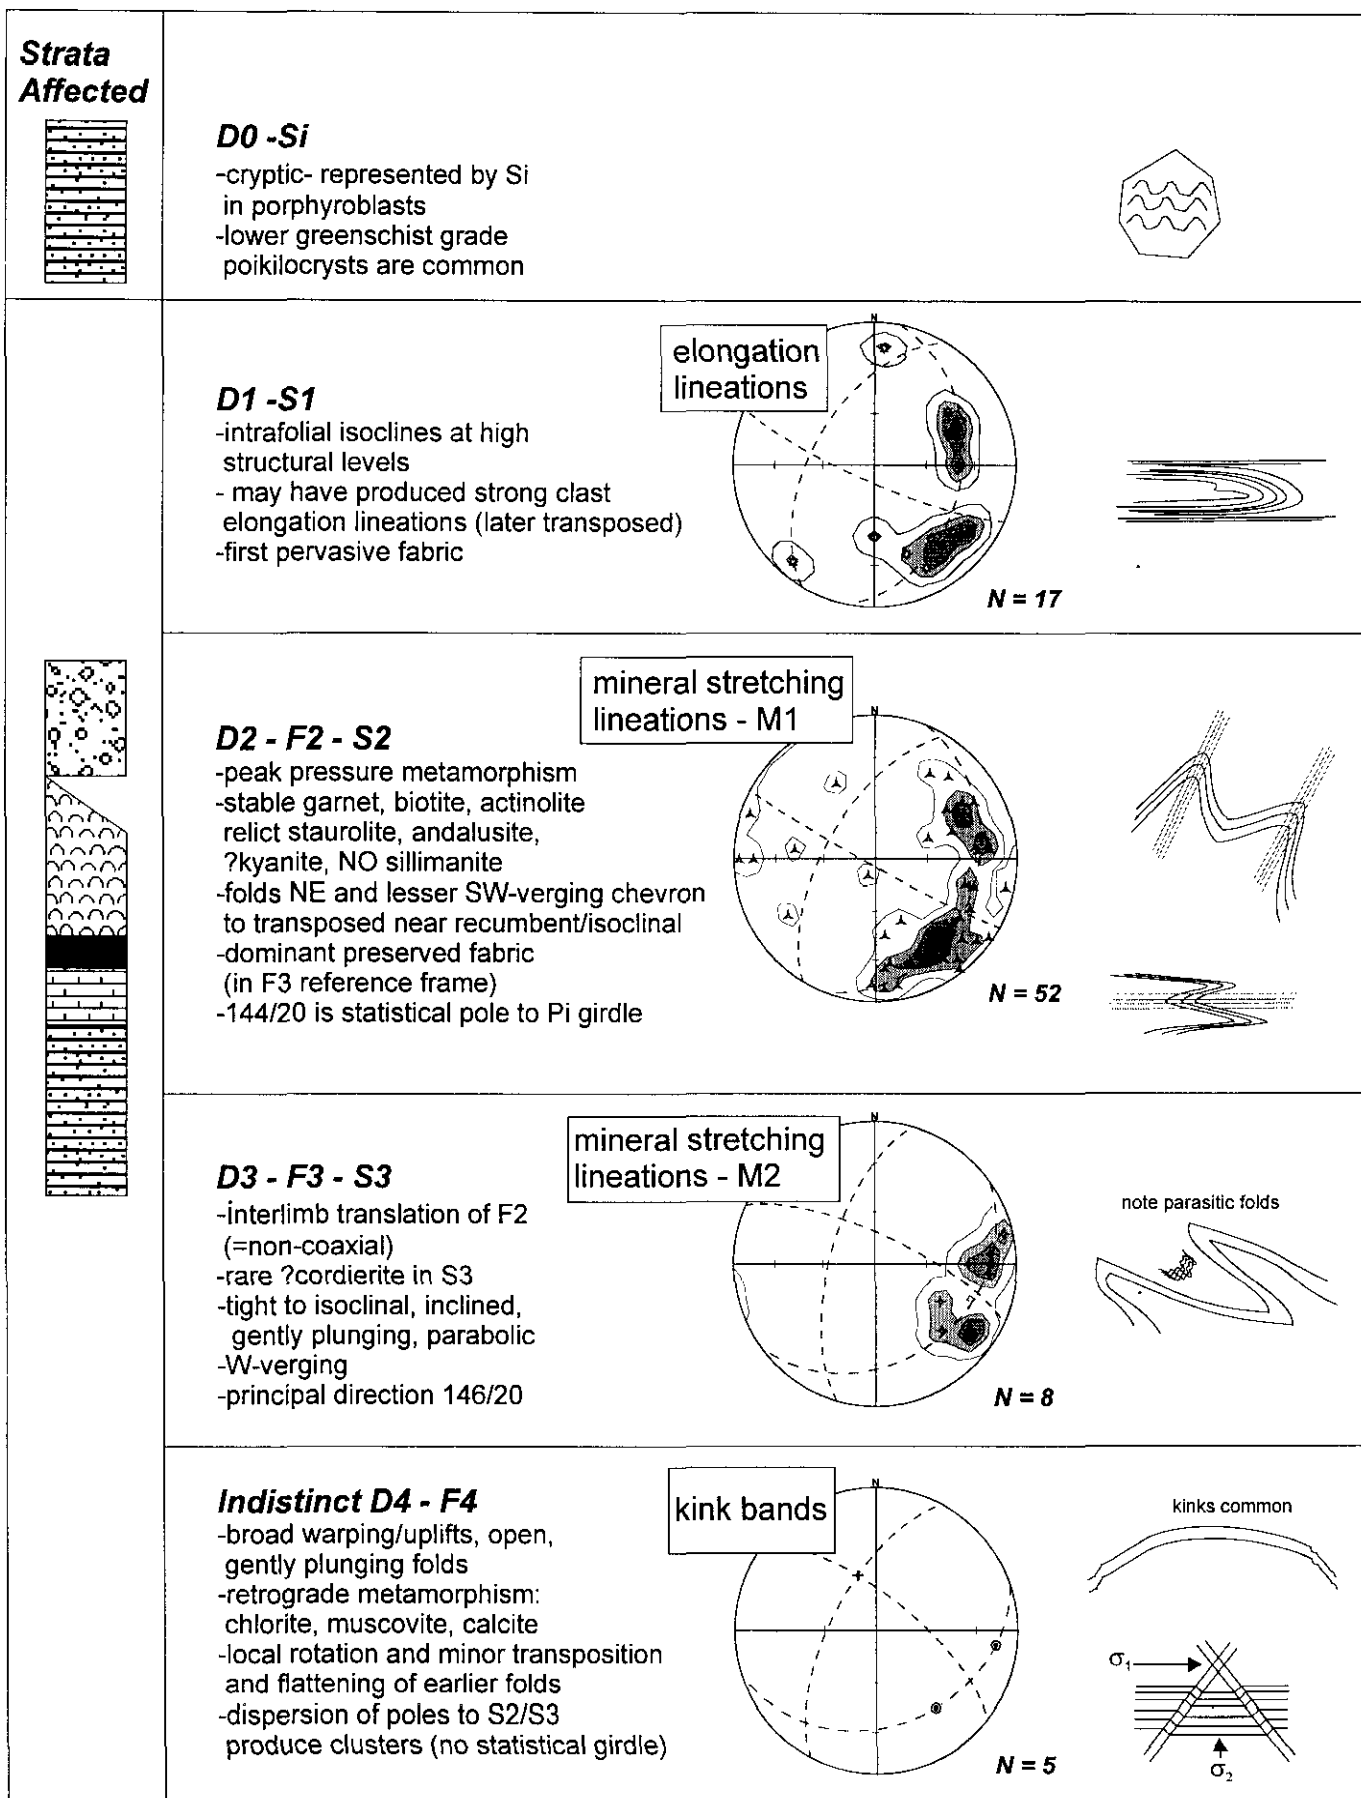 Strata
Affected
D0 -Si
-cryptic- represented by Si
in porphyroblasts
-lower greenschist grade
poikilocrysts are common
D1 -S1
-intrafolial isoclines at high
structural levels
- may have produced strong clast
elongation lineations (later transposed)
-first pervasive fabric
elongation
lineations
N
N = 17
D2 - F2 - S2
-peak pressure metamorphism
-stable garnet, biotite, actinolite
relict staurolite, andalusite,
?kyanite, NO sillimanite
-folds NE and lesser SW-verging chevron
to transposed near recumbent/isoclinal
-dominant preserved fabric
(in F3 reference frame)
-144/20 is statistical pole to Pi girdle
mineral stretching
lineations - M1
N
N = 52
D3 - F3 - S3
-interlimb translation of F2
(=non-coaxial)
-rare ?cordierite in S3
-tight to isoclinal, inclined,
gently plunging, parabolic
-W-verging
-principal direction 146/20
mineral stretching
lineations - M2
N
?
N = 8
note parasitic folds
Indistinct D4 - F4
-broad warping/uplifts, open,
gently plunging folds
-retrograde metamorphism:
chlorite, muscovite, calcite
-local rotation and minor transposition
and flattening of earlier folds
-dispersion of poles to S2/S3
produce clusters (no statistical girdle)
kink bands
N
N = 5
kinks common
σ1
σ2